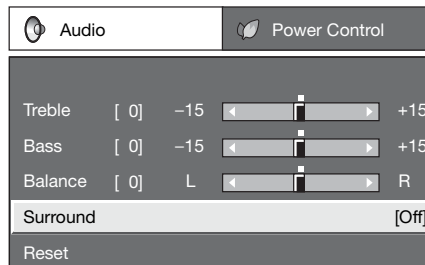 Audio Power Control
Treble [ 0] −15 +15
Bass [ 0] −15 +15
Balance [ 0] L R
Surround [Off]
Reset